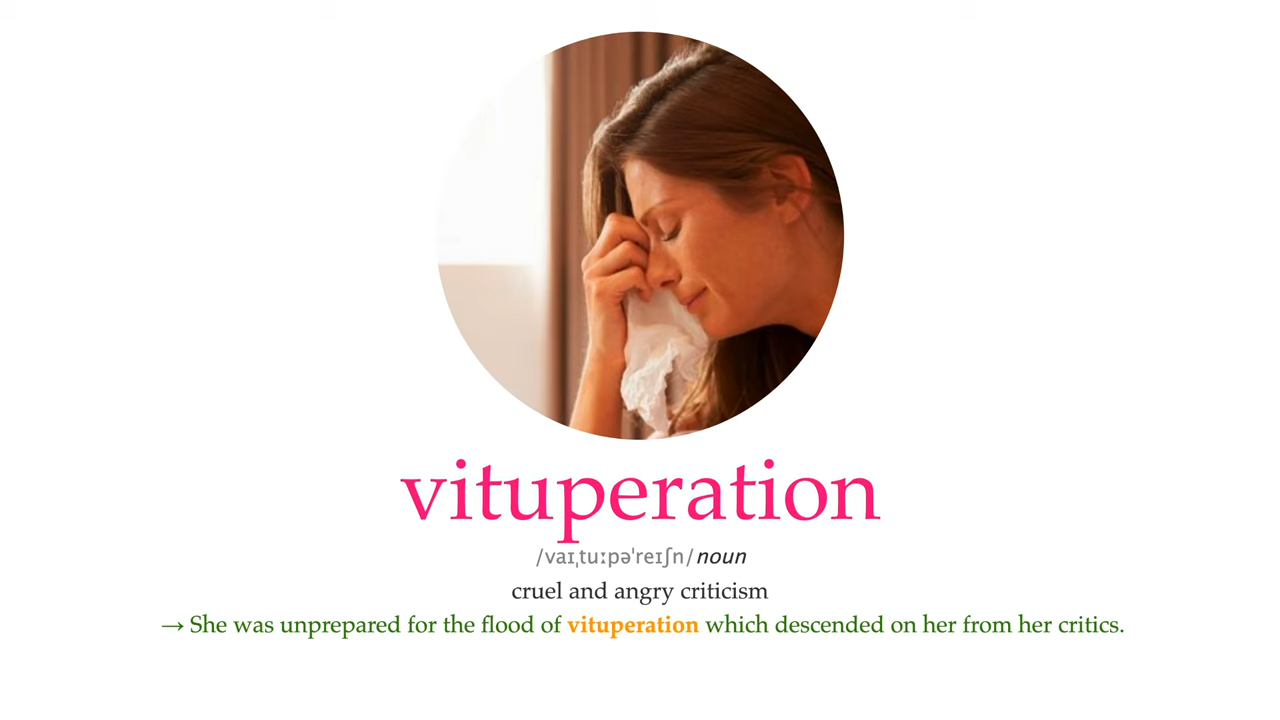 vituperation
/vaɪˌtuːpəˈreɪʃn/ noun
cruel and angry criticism
→ She was unprepared for the flood of vituperation which descended on her from her critics.